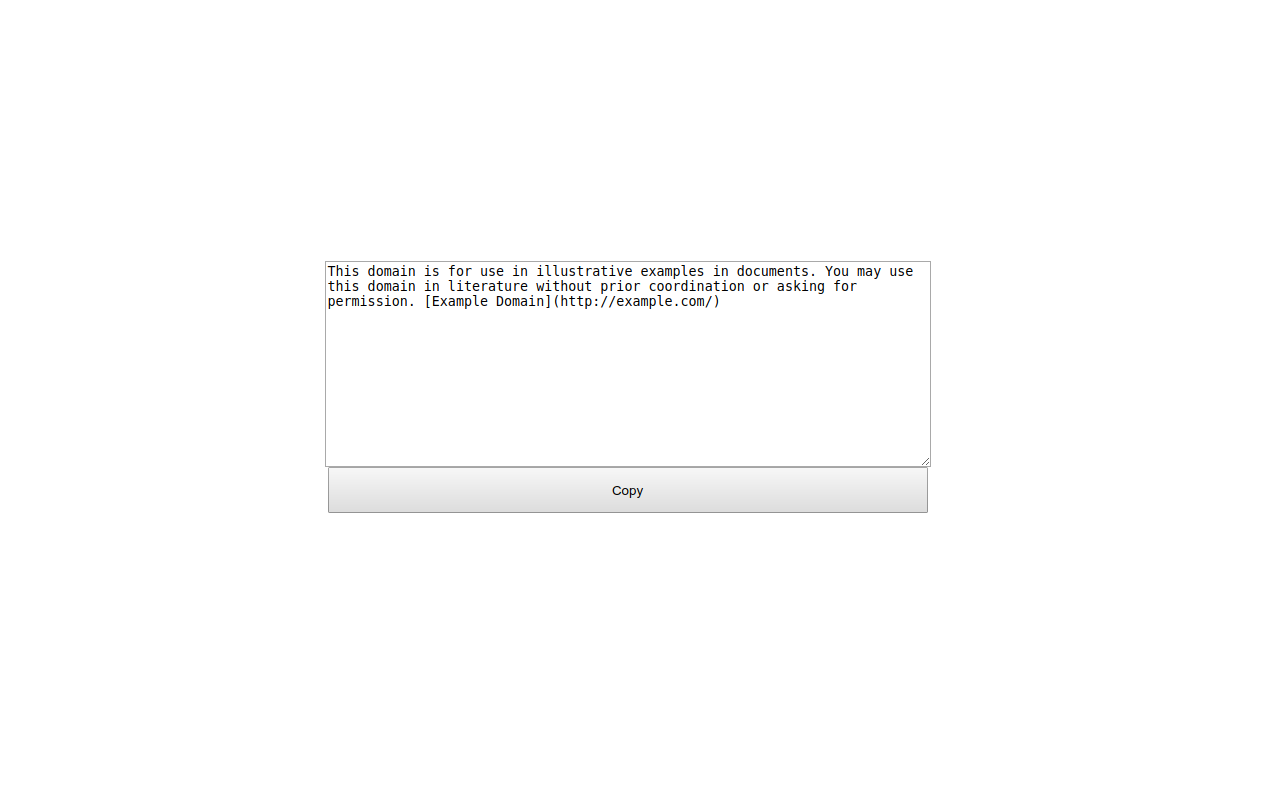 This domain is for use in illustrative examples in documents. You may use
this domain in literature without prior coordination or asking for
permission. [Example Domain](http://example.com/)
Copy